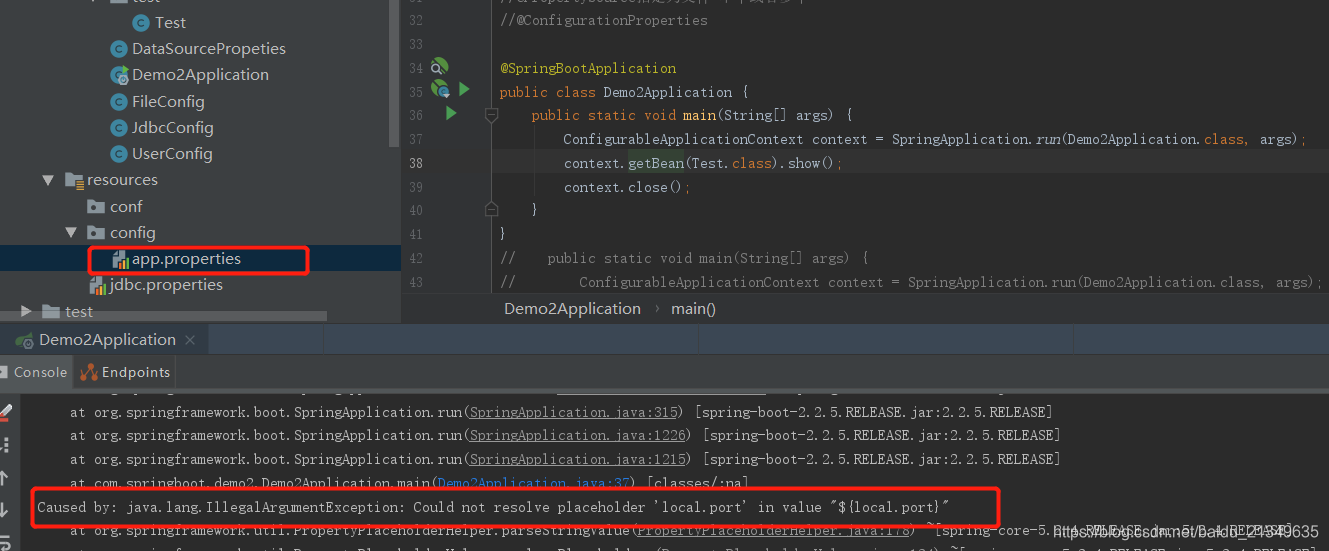 test
Test
DataSourcePropeties
Demo2Application
FileConfig
JdbcConfig
UserConfig
resources
conf
config
app.properties
jdbc.properties
test
32 //@ConfigurationProperties
33
34 @SpringBootApplication
35 public class Demo2Application {
36 public static void main(String[] args) {
37 ConfigurableApplicationContext context = SpringApplication.run(Demo2Application.class, args);
38 context.getBean(Test.class).show();
39 context.close();
40 }
41 }
42 // public static void main(String[] args) {
43 // ConfigurableApplicationContext context = SpringApplication.run(Demo2Application.class, args);
Demo2Application › main()
Demo2Application ×
Console Endpoints
at org.springframework.boot.SpringApplication.run(SpringApplication.java:315) [spring-boot-2.2.5.RELEASE.jar:2.2.5.RELEASE]
at org.springframework.boot.SpringApplication.run(SpringApplication.java:1226) [spring-boot-2.2.5.RELEASE.jar:2.2.5.RELEASE]
at org.springframework.boot.SpringApplication.run(SpringApplication.java:1215) [spring-boot-2.2.5.RELEASE.jar:2.2.5.RELEASE]
at com.springboot.demo2.Demo2Application.main(Demo2Application.java:37) [classes/:na]
Caused by: java.lang.IllegalArgumentException: Could not resolve placeholder 'local.port' in value "${local.port}"
at org.springframework.util.PropertyPlaceholderHelper.parseStringValue(PropertyPlaceholderHelper.java:178) ~[spring-core-5.2.4.RELEASE.jar:5.2.4.RELEASE]
https://blog.csdn.net/baidu_21349635